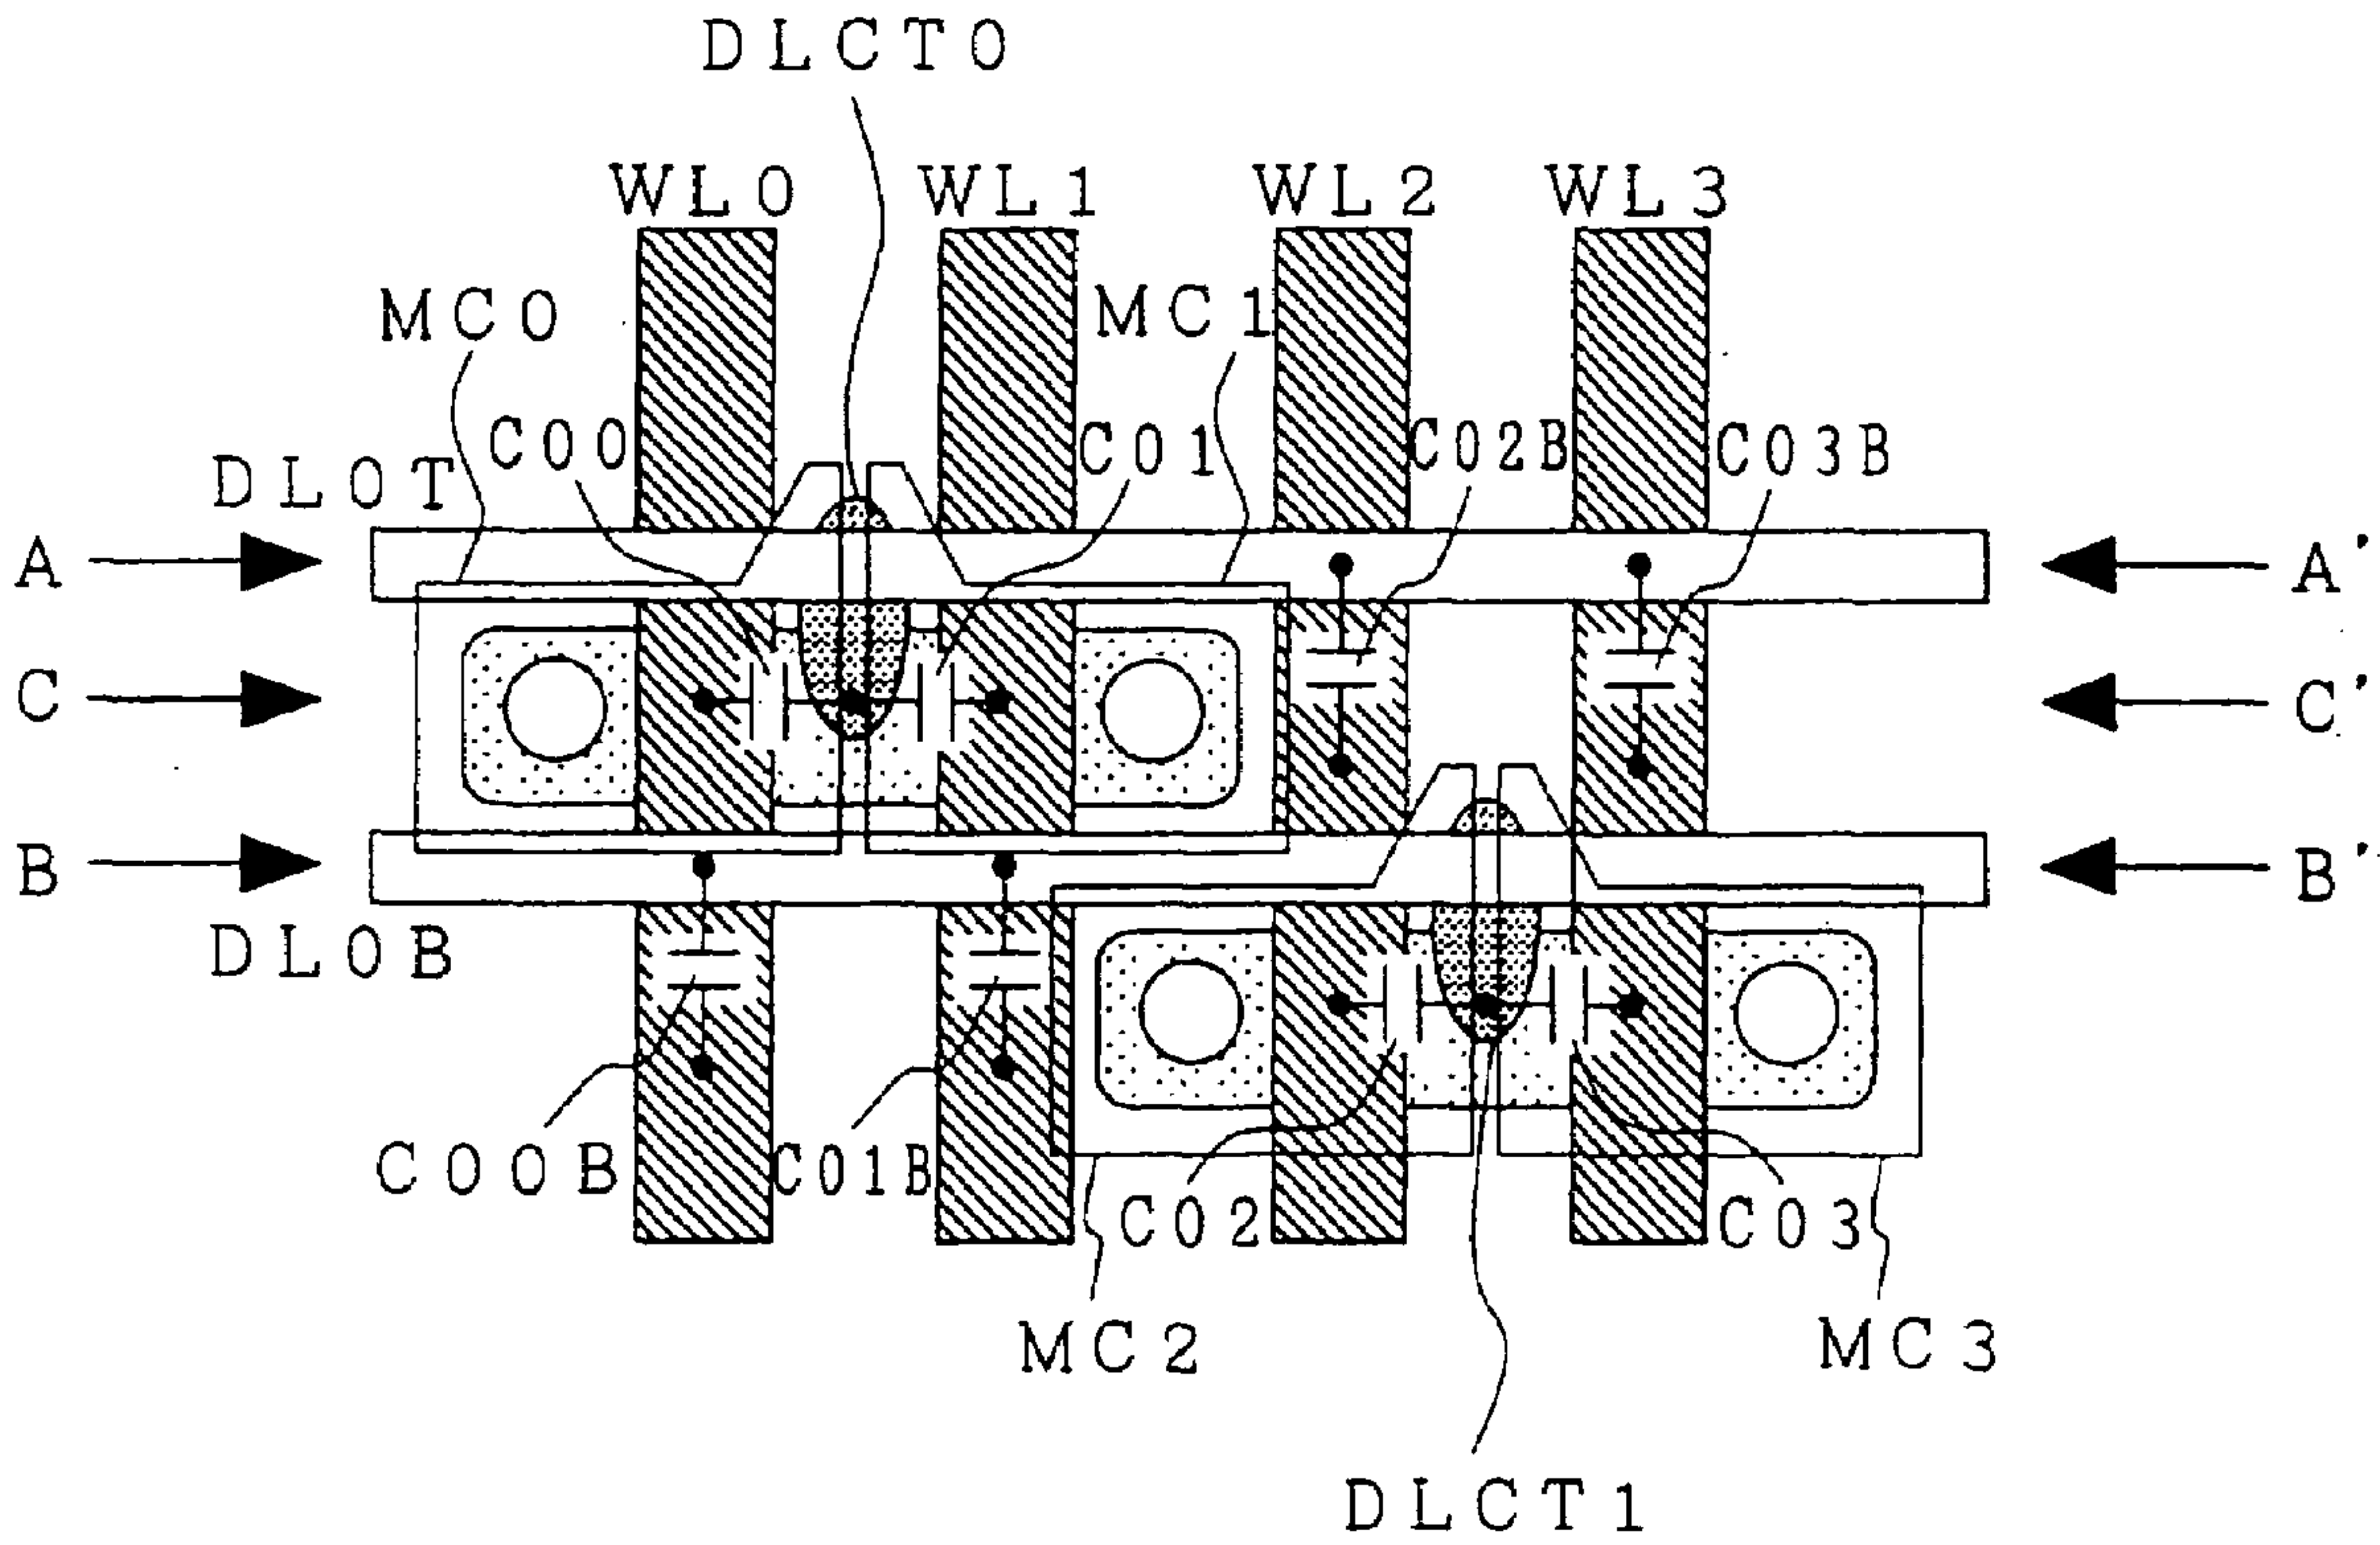 DLCT0
WL0 WL1 WL2 WL3
MC0 MC1
C00 C01 C02B C03B
DL0T
A A'
C C'
B B'
DL0B
C00B C01B C02 C03
MC2 MC3
DLCT1